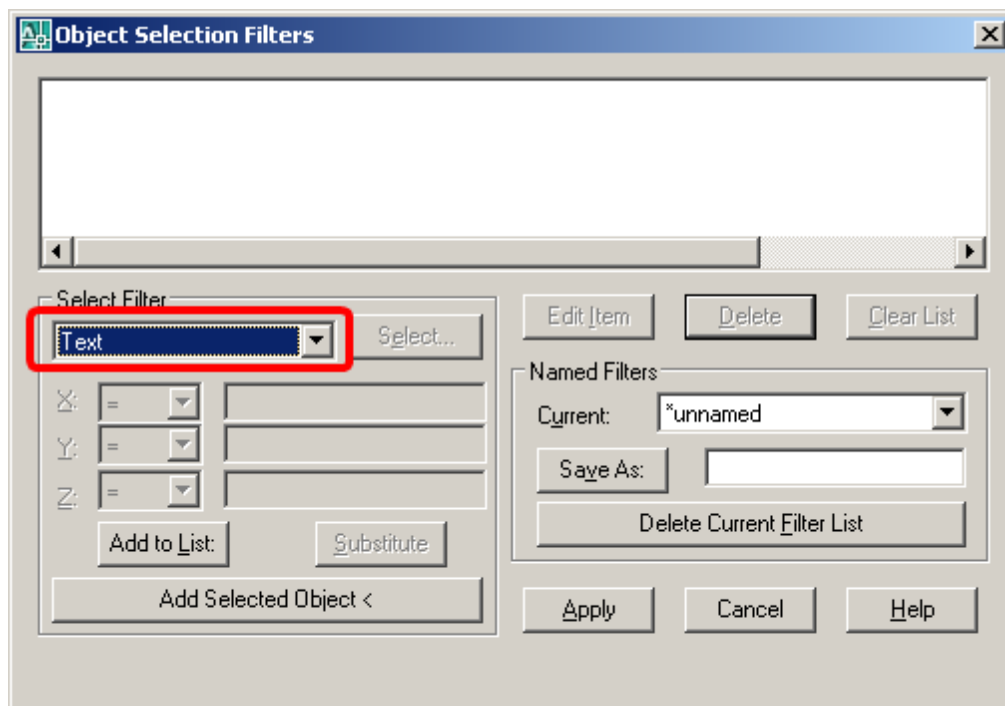 Object Selection Filters
Select Filter
Text
Select...
Edit Item
Delete
Clear List
X:
=
Y:
=
Z:
=
Add to List:
Substitute
Add Selected Object <
Named Filters
Current:
*unnamed
Save As:
Delete Current Filter List
Apply
Cancel
Help